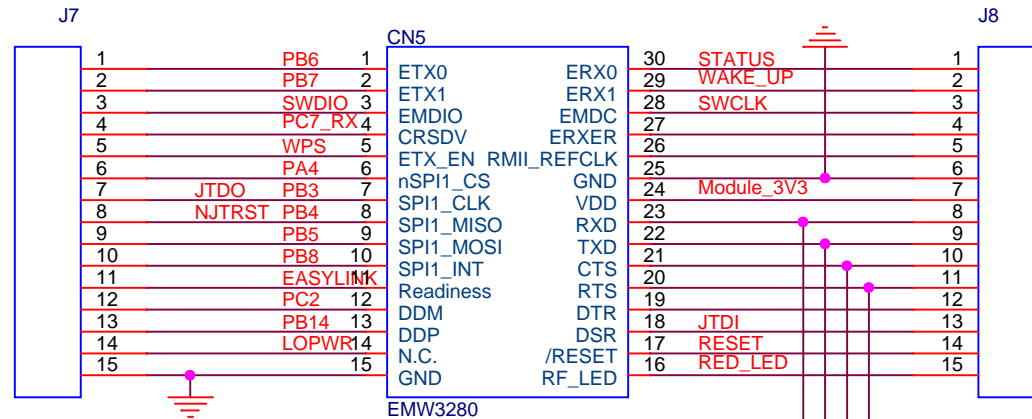 J7 J8
CN5
1 PB6 1 ETX0 ERX0 30 STATUS 1
2 PB7 2 ETX1 ERX1 29 WAKE_UP 2
3 SWDIO 3 EMDIO EMDC 28 SWCLK 3
4 PC7_RX 4 CRSDV ERXER 27 4
5 WPS 5 ETX_EN RMII_REFCLK 26 5
6 PA4 6 nSPI1_CS GND 25 6
7 JTDO PB3 7 SPI1_CLK VDD 24 Module_3V3 7
8 NJTRST PB4 8 SPI1_MISO RXD 23 8
9 PB5 9 SPI1_MOSI TXD 22 9
10 PB8 10 SPI1_INT CTS 21 10
11 EASYLINK 11 Readiness RTS 20 11
12 PC2 12 DDM DTR 19 12
13 PB14 13 DDP DSR 18 JTDI 13
14 LOPWR 14 N.C. /RESET 17 RESET 14
15 15 GND RF_LED 16 RED_LED 15
EMW3280